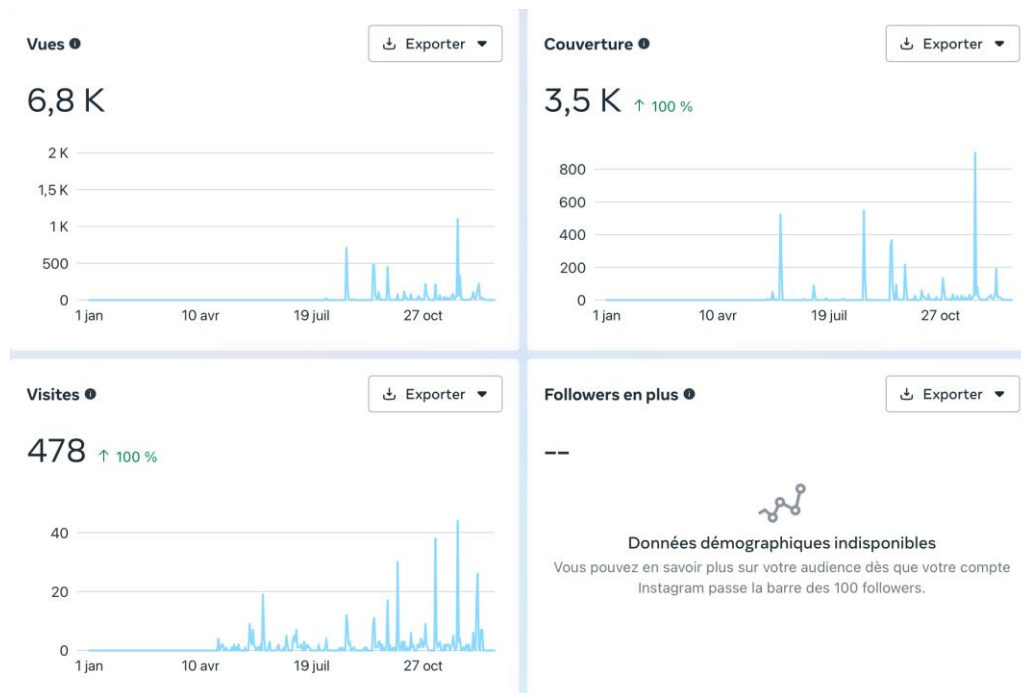 Vues
Exporter
6,8 K
2 K
1,5 K
1 K
500
0
1 jan
10 avr
19 juil
27 oct
Couverture
Exporter
3,5 K ↑ 100 %
800
600
400
200
0
1 jan
10 avr
19 juil
27 oct
Visites
Exporter
478 ↑ 100 %
40
20
0
1 jan
10 avr
19 juil
27 oct
Followers en plus
Exporter
--
Données démographiques indisponibles
Vous pouvez en savoir plus sur votre audience dès que votre compte
Instagram passe la barre des 100 followers.